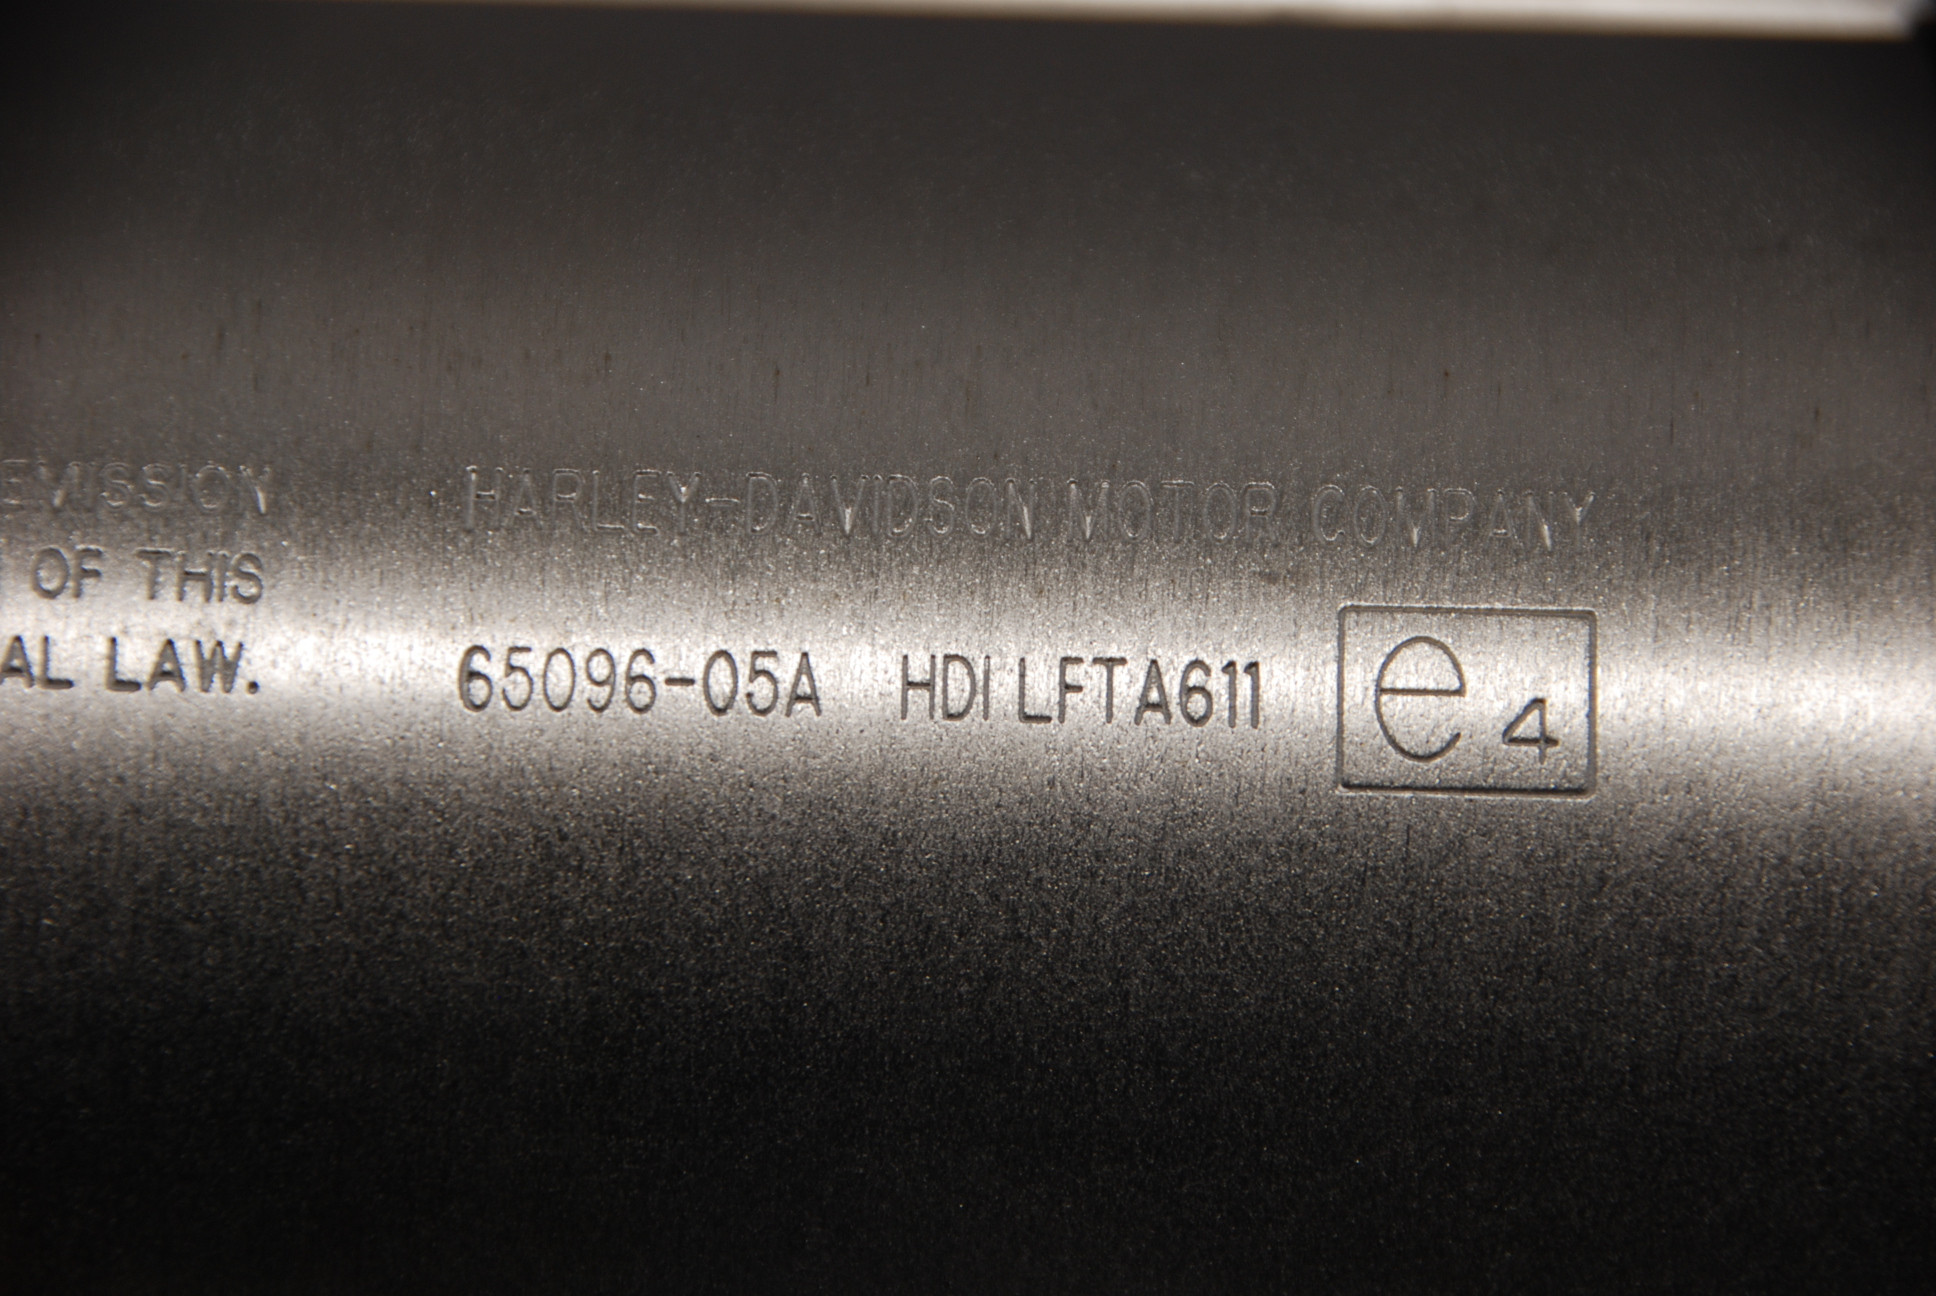 EMISSION
OF THIS
AL LAW.
HARLEY-DAVIDSON MOTOR COMPANY
65096-05A HDI LFTA611 e4